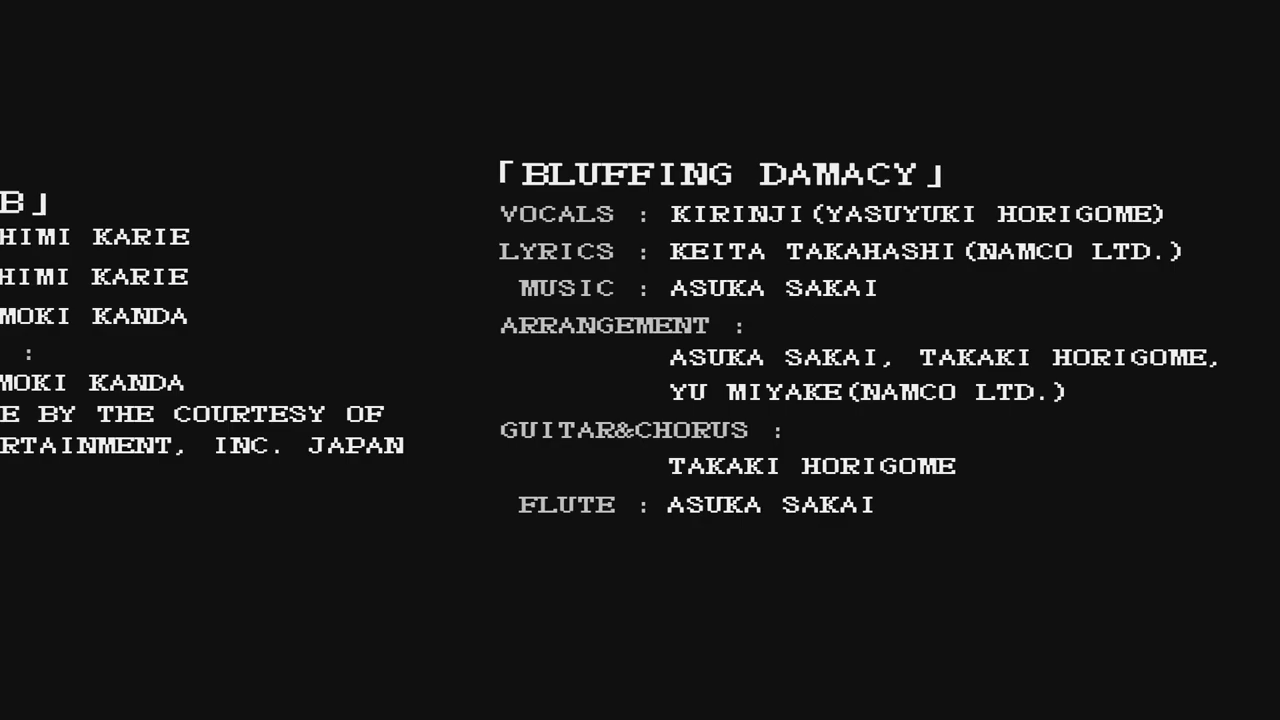 B」
HIMI KARIE
HIMI KARIE
MOKI KANDA
:
MOKI KANDA
E BY THE COURTESY OF
RTAINMENT, INC. JAPAN
「BLUFFING DAMACY」
VOCALS : KIRINJI(YASUYUKI HORIGOME)
LYRICS : KEITA TAKAHASHI(NAMCO LTD.)
MUSIC : ASUKA SAKAI
ARRANGEMENT :
ASUKA SAKAI, TAKAKI HORIGOME,
YU MIYAKE(NAMCO LTD.)
GUITAR&CHORUS :
TAKAKI HORIGOME
FLUTE : ASUKA SAKAI